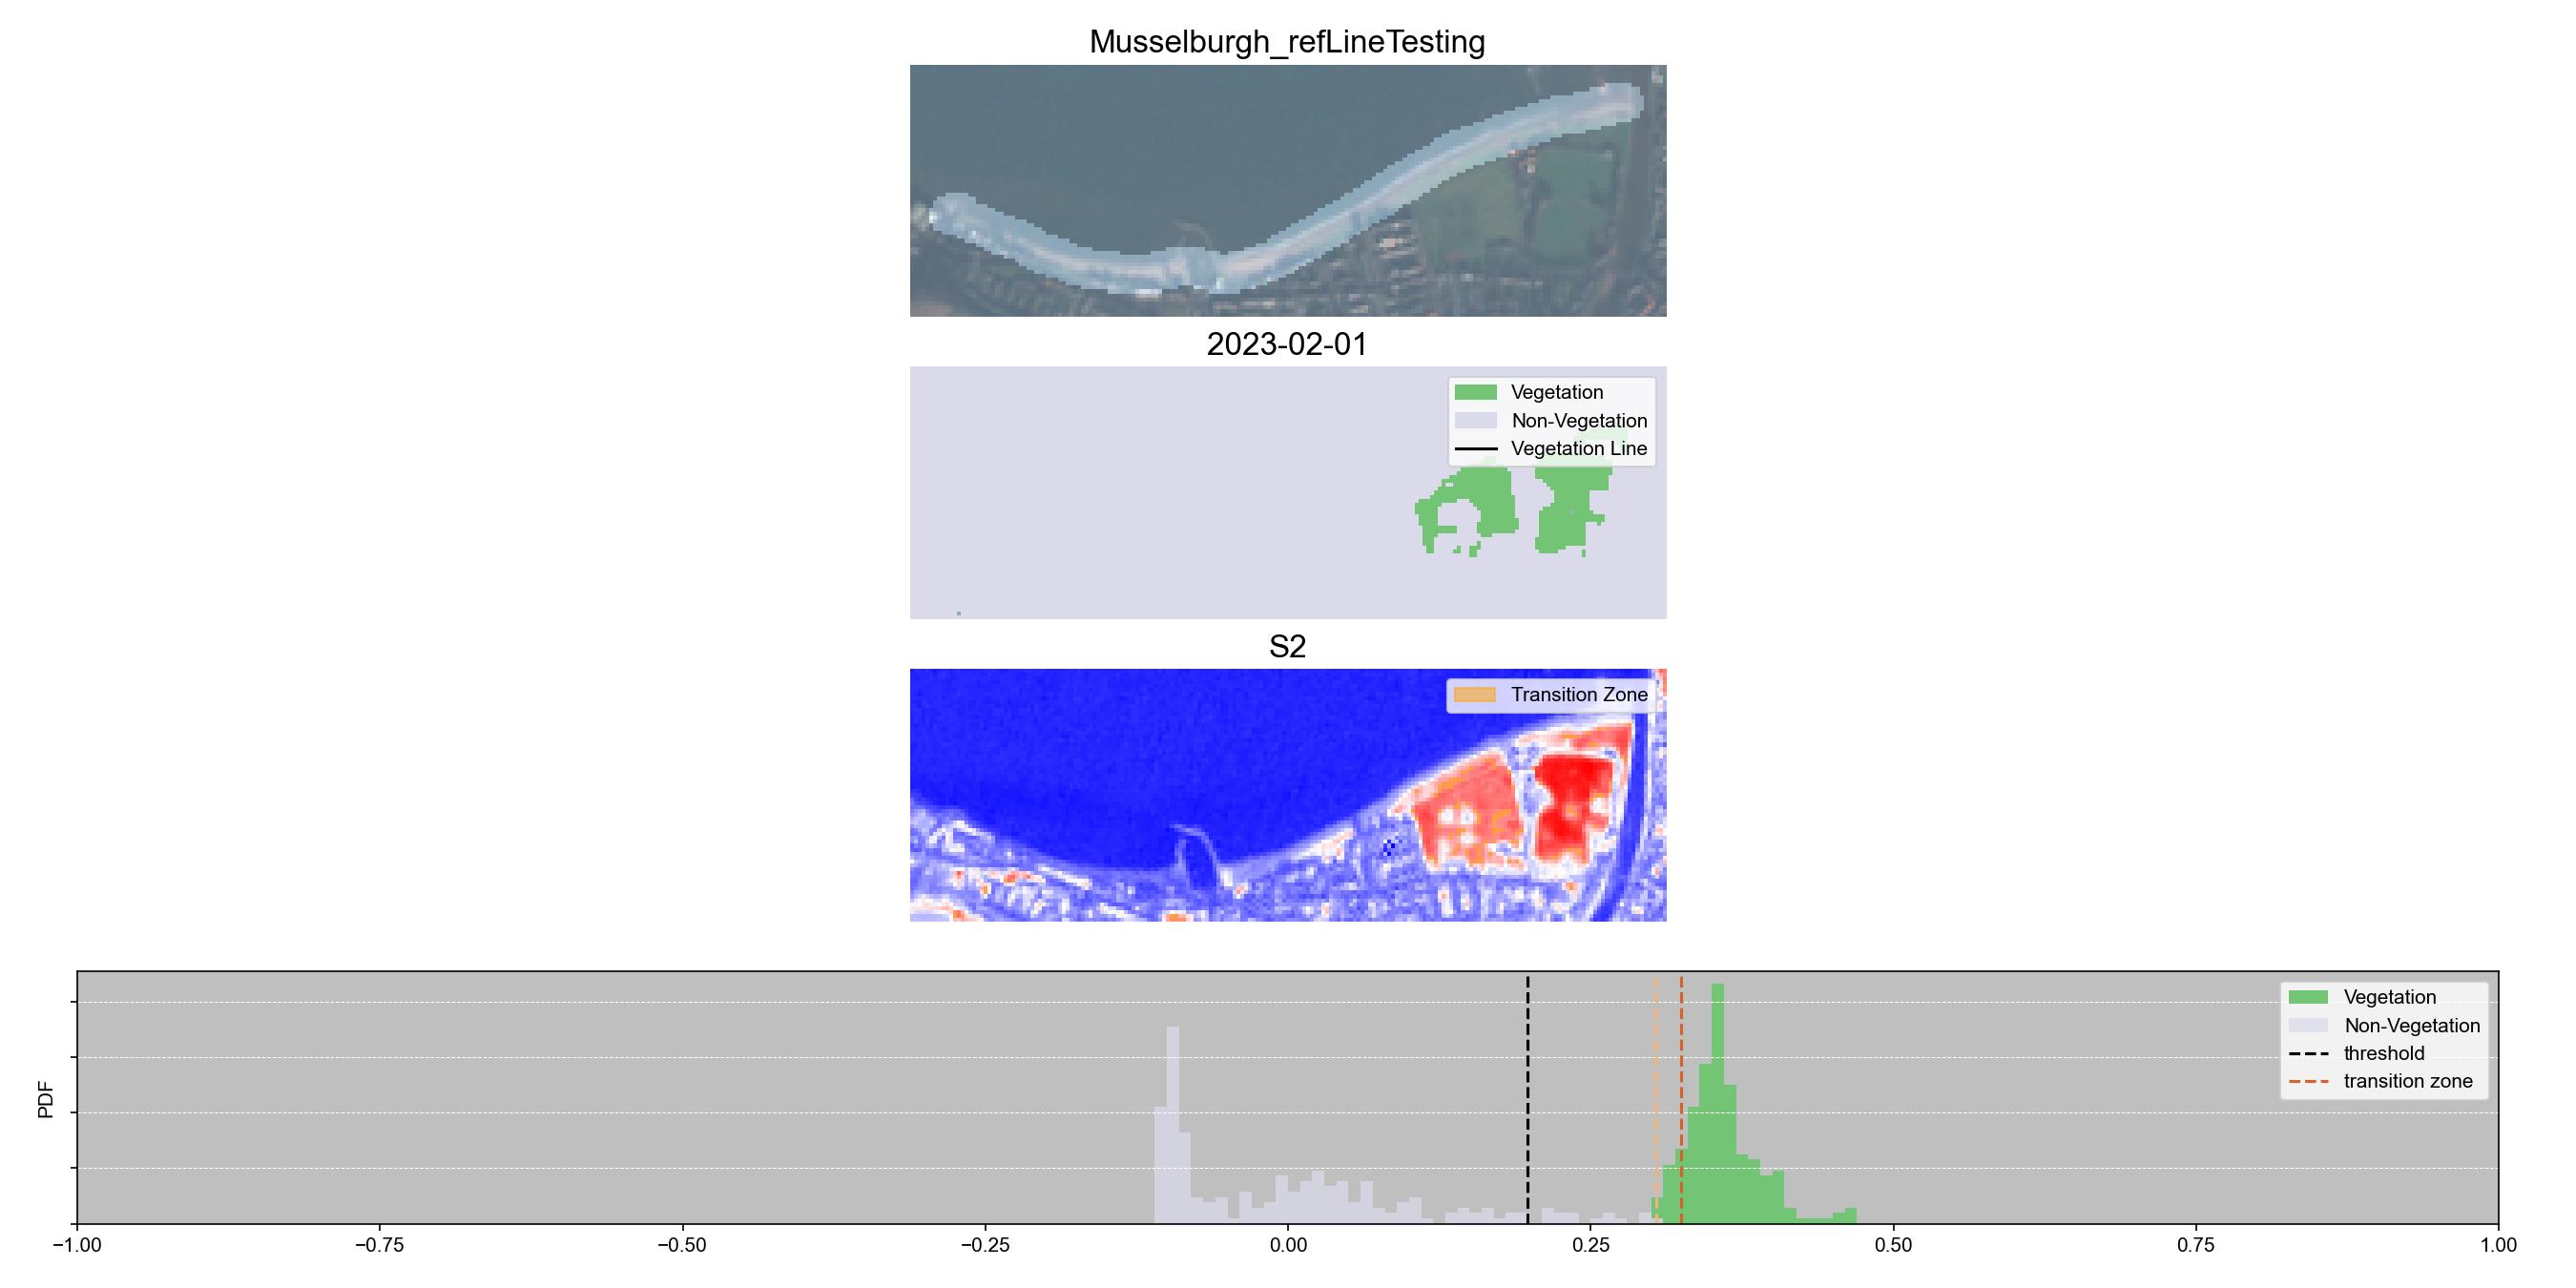 Musselburgh_refLineTesting
2023-02-01
Vegetation
Non-Vegetation
Vegetation Line
S2
Transition Zone
PDF
Vegetation
Non-Vegetation
threshold
transition zone
−1.00 −0.75 −0.50 −0.25 0.00 0.25 0.50 0.75 1.00